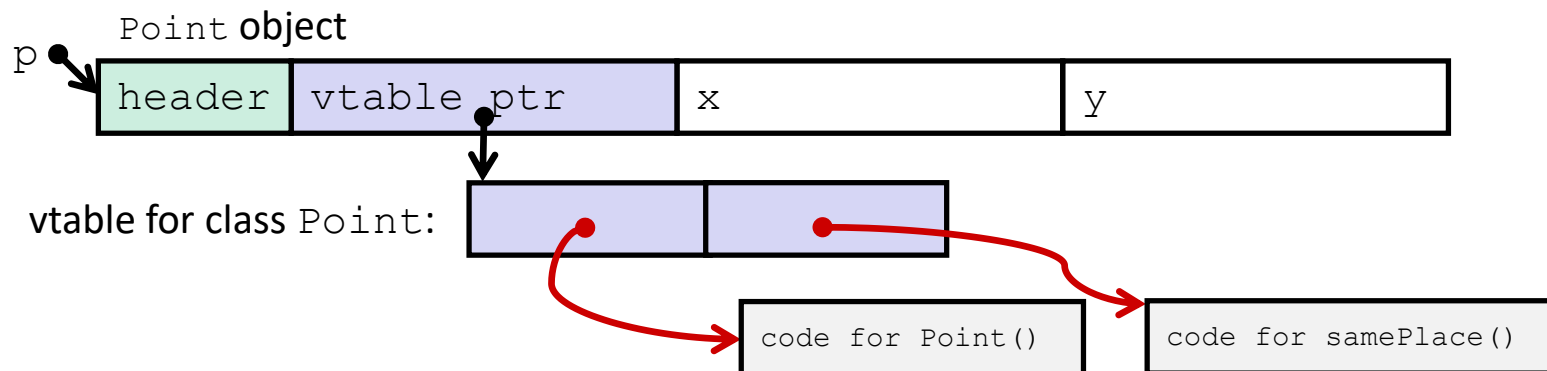 Point object
p
header vtable ptr x y
vtable for class Point:
code for Point()
code for samePlace()